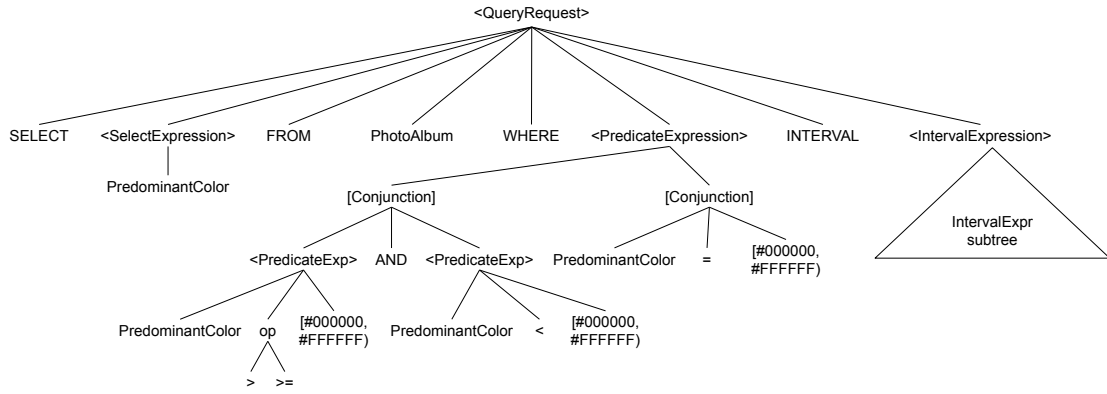 <QueryRequest>
SELECT <SelectExpression> FROM PhotoAlbum WHERE <PredicateExpression> INTERVAL <IntervalExpression>
PredominantColor
[Conjunction] [Conjunction]
IntervalExpr
subtree
<PredicateExp> AND <PredicateExp> PredominantColor = [#000000,
#FFFFFF)
PredominantColor op [#000000,
#FFFFFF) PredominantColor < [#000000,
#FFFFFF)
> >=